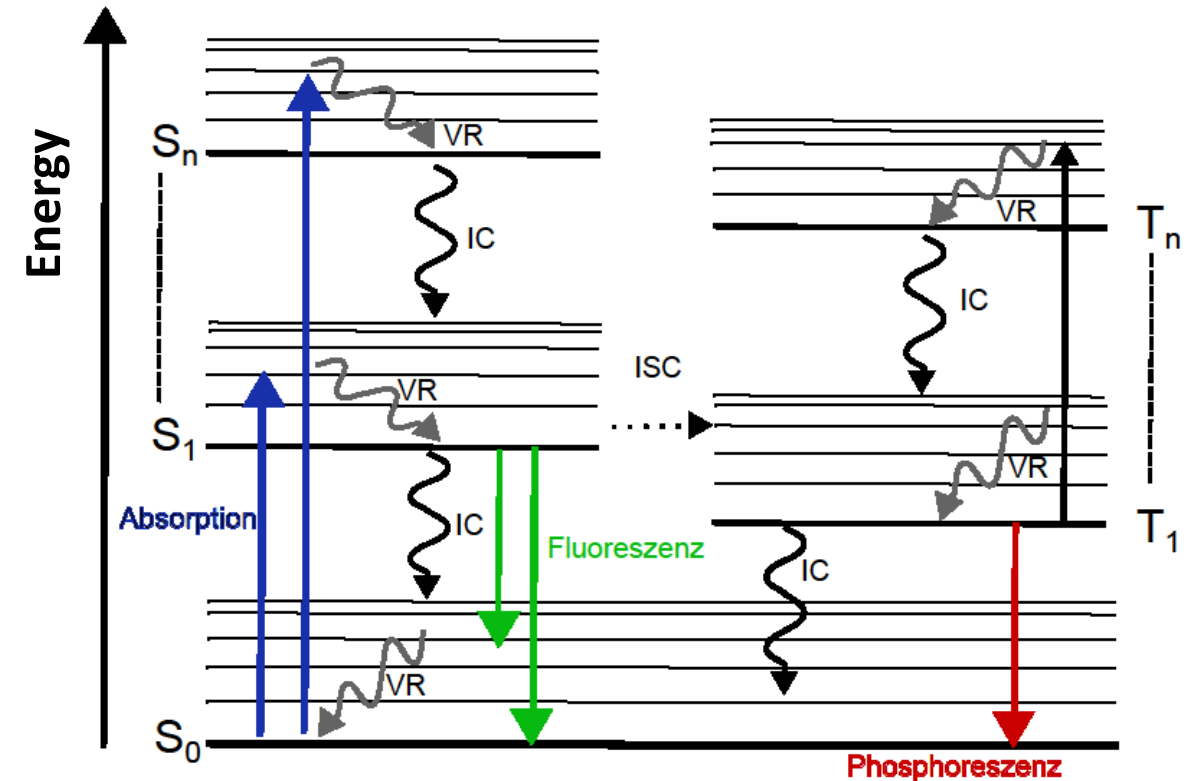 Energy
Sn
VR
IC
VR
Tn
IC
VR
ISC
S1
VR
T1
Absorption
IC
Fluoreszenz
IC
VR
S0
Phosphoreszenz